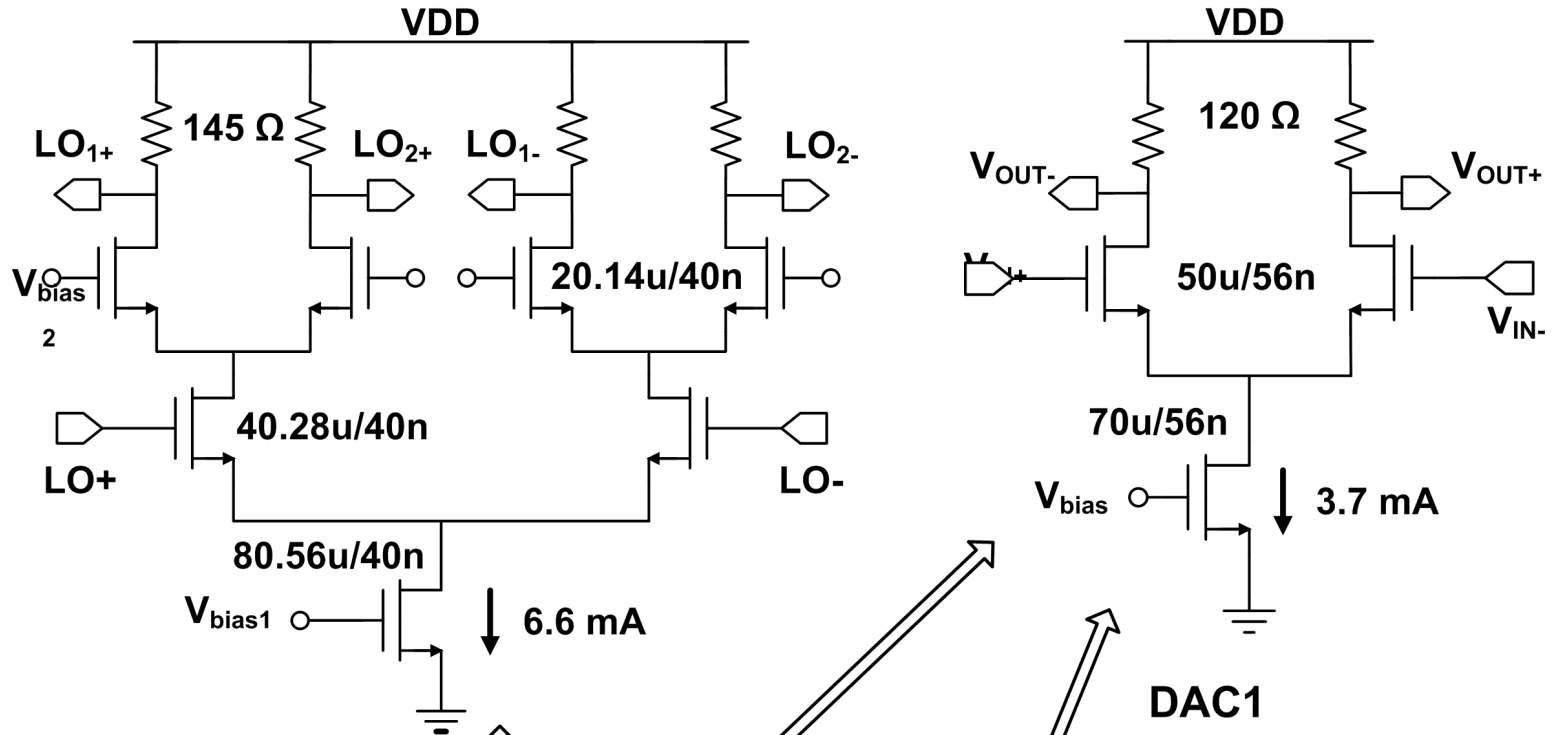 VDD
VDD
145 Ω
120 Ω
LO1+
LO2+
LO1-
LO2-
VOUT-
VOUT+
Vbias
2
20.14u/40n
50u/56n
VIN-
40.28u/40n
70u/56n
LO+
LO-
Vbias
3.7 mA
80.56u/40n
Vbias1
6.6 mA
DAC1